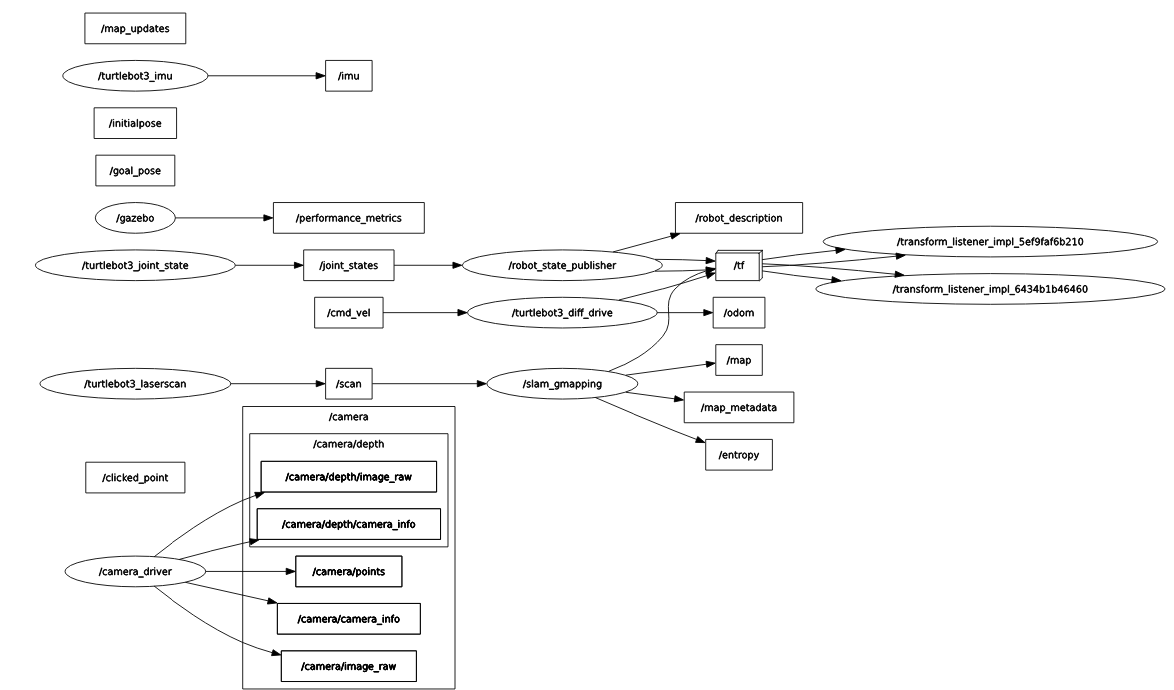 /map_updates
/turtlebot3_imu
/imu
/initialpose
/goal_pose
/gazebo
/performance_metrics
/robot_description
/turtlebot3_joint_state
/joint_states
/robot_state_publisher
/tf
/transform_listener_impl_5ef9faf6b210
/transform_listener_impl_6434b1b46460
/cmd_vel
/turtlebot3_diff_drive
/odom
/turtlebot3_laserscan
/scan
/slam_gmapping
/map
/map_metadata
/entropy
/camera
/camera/depth
/camera/depth/image_raw
/clicked_point
/camera/depth/camera_info
/camera_driver
/camera/points
/camera/camera_info
/camera/image_raw